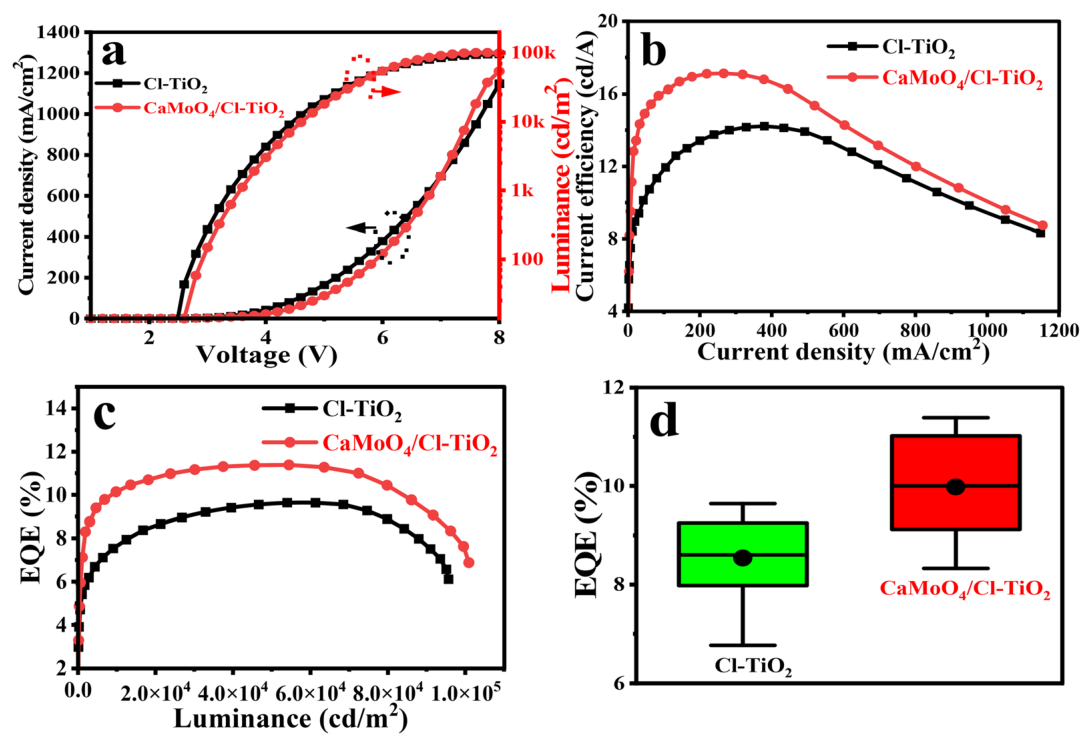 a
Cl-TiO2
CaMoO4/Cl-TiO2
Current density (mA/cm2)
1400
1200
1000
800
600
400
200
0
2
4
6
8
Voltage (V)
100k
10k
1k
100
Luminance (cd/m2)
b
Cl-TiO2
CaMoO4/Cl-TiO2
Current efficiency (cd/A)
20
16
12
8
4
0
200
400
600
800
1000
1200
Current density (mA/cm2)
c
Cl-TiO2
CaMoO4/Cl-TiO2
EQE (%)
14
12
10
8
6
4
2
0.0
2.0×104
4.0×104
6.0×104
8.0×104
1.0×105
Luminance (cd/m2)
d
EQE (%)
12
10
8
6
Cl-TiO2
CaMoO4/Cl-TiO2